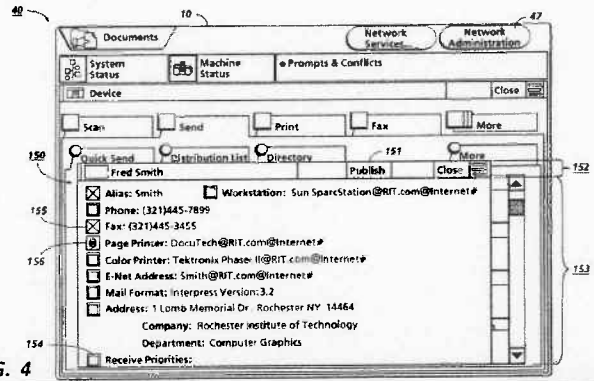 40 10 47
Documents Network Services... Network Administration
System Status Machine Status • Prompts & Conflicts
Device Close
Scan Send Print Fax More
150 Quick Send Distribution List Directory 151 More
Fred Smith Publish Close 152
Alias: Smith Workstation: Sun SparcStation@RIT.com@Internet#
Phone: (321)445-7899
155 Fax: (321)445-3455
156 Page Printer: DocuTech@RIT.com@Internet#
Color Printer: Tektronix Phase II@RIT.com@Internet#
E-Net Address: Smith@RIT.com@Internet# 153
Mail Format: Interpress Version: 3.2
Address: 1 Lomb Memorial Dr. Rochester NY 14464
Company: Rochester Institute of Technology
154 Department: Computer Graphics
Receive Priorities:
G. 4